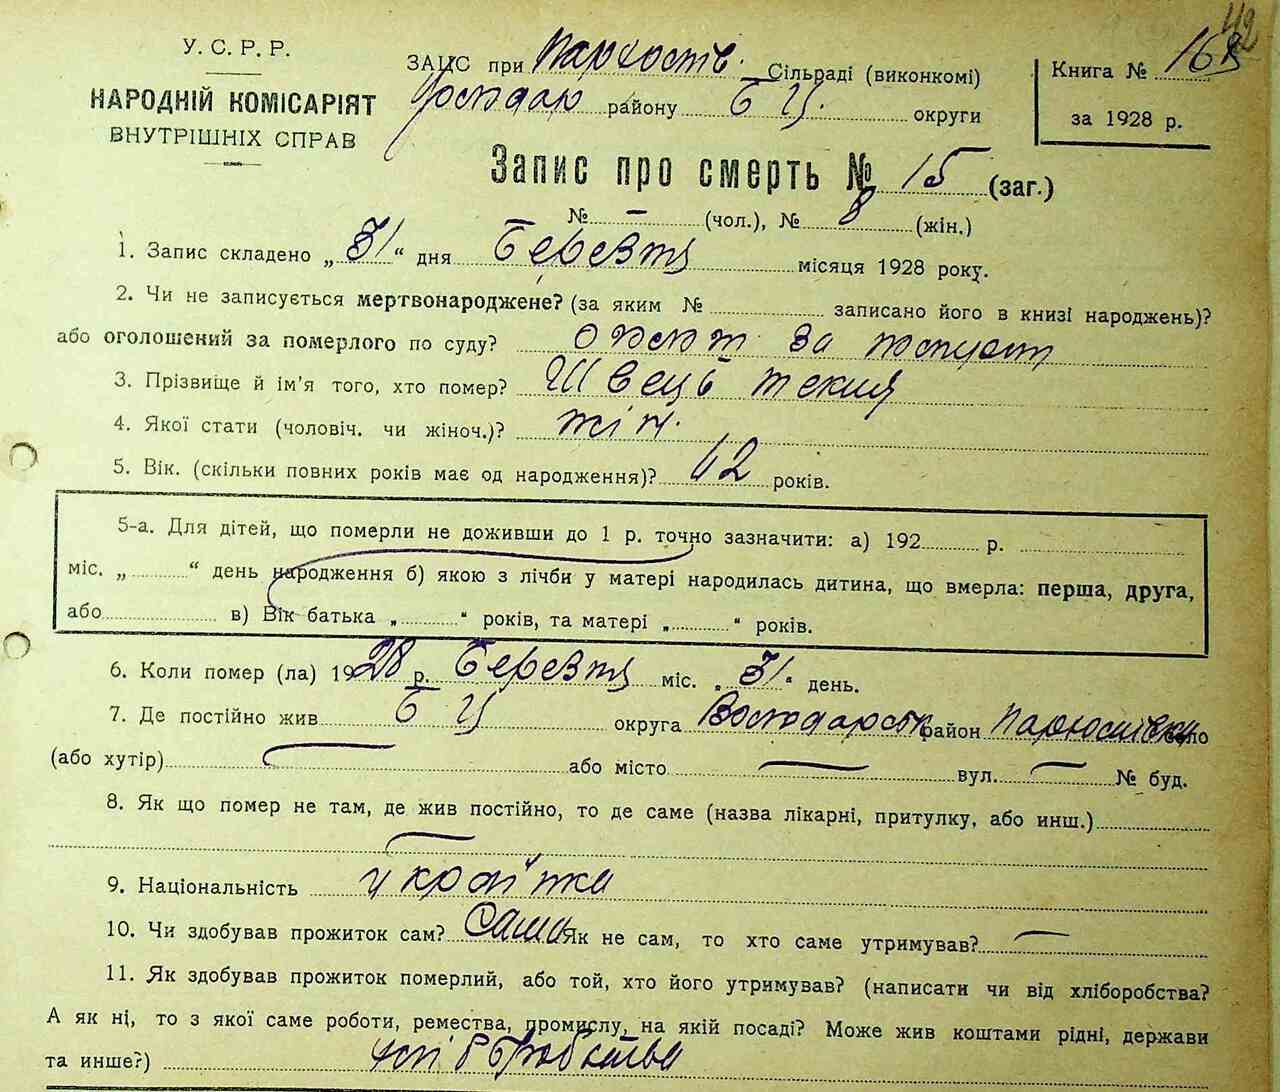 У. С. Р. Р.
НАРОДНІЙ КОМІСАРІЯТ
ВНУТРІШНІХ СПРАВ
ЗАЦС при Пархостів. Сільраді (виконкомі)
Володар району Б Ц. округи
Книга №
за 1928 р.
42
Запис про смерть № 15 (заг.)
№ – (чол.), № 8 (жін.)
1. Запис складено „31“ дня Березня місяця 1928 року.
2. Чи не записується мертвонароджене? (за яким № записано його в книзі народжень)?
або оголошений за померлого по суду?
3. Прізвище й ім'я того, хто помер? Швець Текля
4. Якої стати (чоловіч. чи жіноч.)? жін.
5. Вік. (скільки повних років має од народження)? 62 років.
5-а. Для дітей, що померли не доживши до 1 р. точно зазначити: а) 192 р.
міс. „ “ день народження б) якою з лічби у матері народилась дитина, що вмерла: перша, друга,
або в) Вік батька „ “ років, та матері „ “ років.
6. Коли помер (ла) 1928 р. Березня міс. „31“ день.
7. Де постійно жив Б Ц округа Володарськ район село
(або хутір) або місто вул. № буд.
8. Як що помер не там, де жив постійно, то де саме (назва лікарні, притулку, або инш.)
9. Національність Українка
10. Чи здобував прожиток сам? Сама Як не сам, то хто саме утримував? –
11. Як здобував прожиток померлий, або той, хто його утримував? (написати чи від хліборобства?
А як ні, то з якої саме роботи, ремества, промислу, на якій посаді? Може жив коштами рідні, держави
та инше?) хліборобства